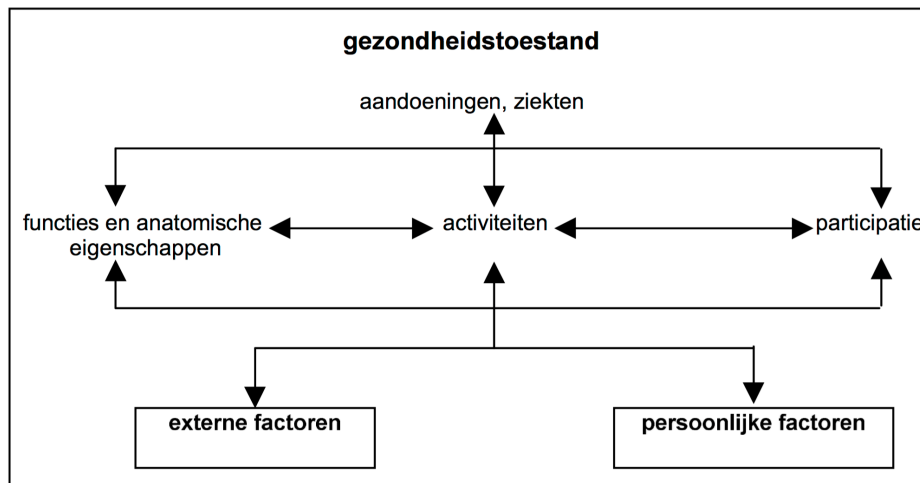 gezondheidstoestand
aandoeningen, ziekten
functies en anatomische
eigenschappen
activiteiten
participatie
externe factoren
persoonlijke factoren